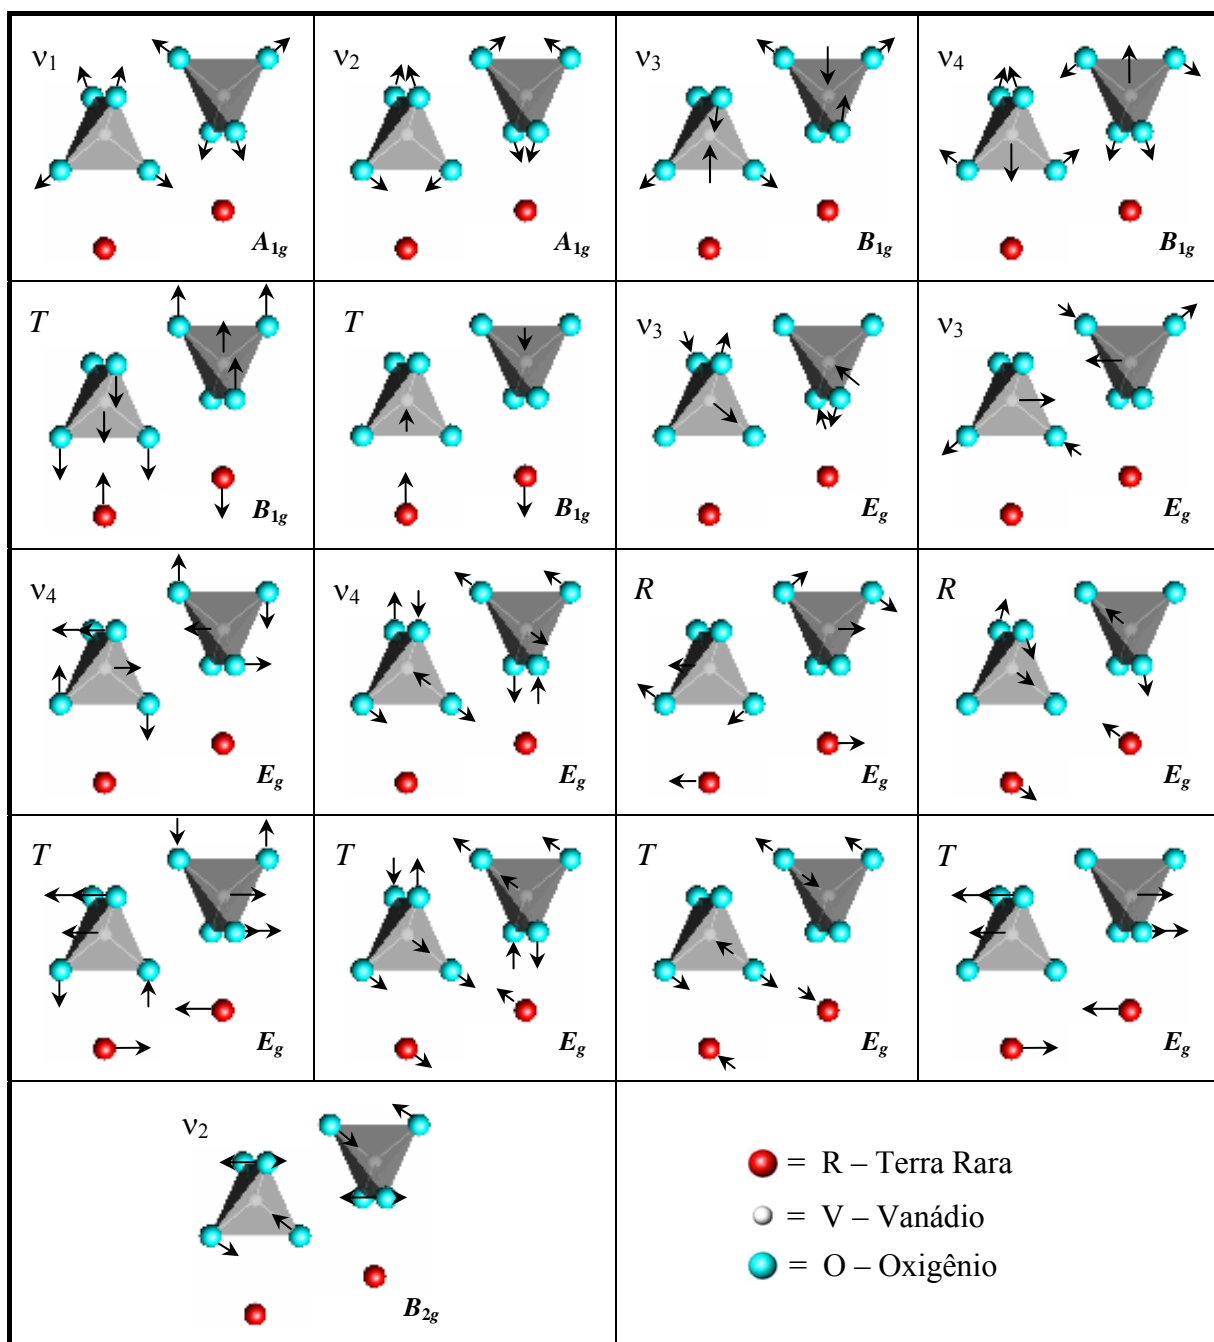 ν₁ A₁g
ν₂ A₁g
ν₃ B₁g
ν₄ B₁g
T B₁g
T B₁g
ν₃ Eg
ν₃ Eg
ν₄ Eg
ν₄ Eg
R Eg
R Eg
T Eg
T Eg
T Eg
T Eg
ν₂ B₂g
= R – Terra Rara
= V – Vanádio
= O – Oxigênio